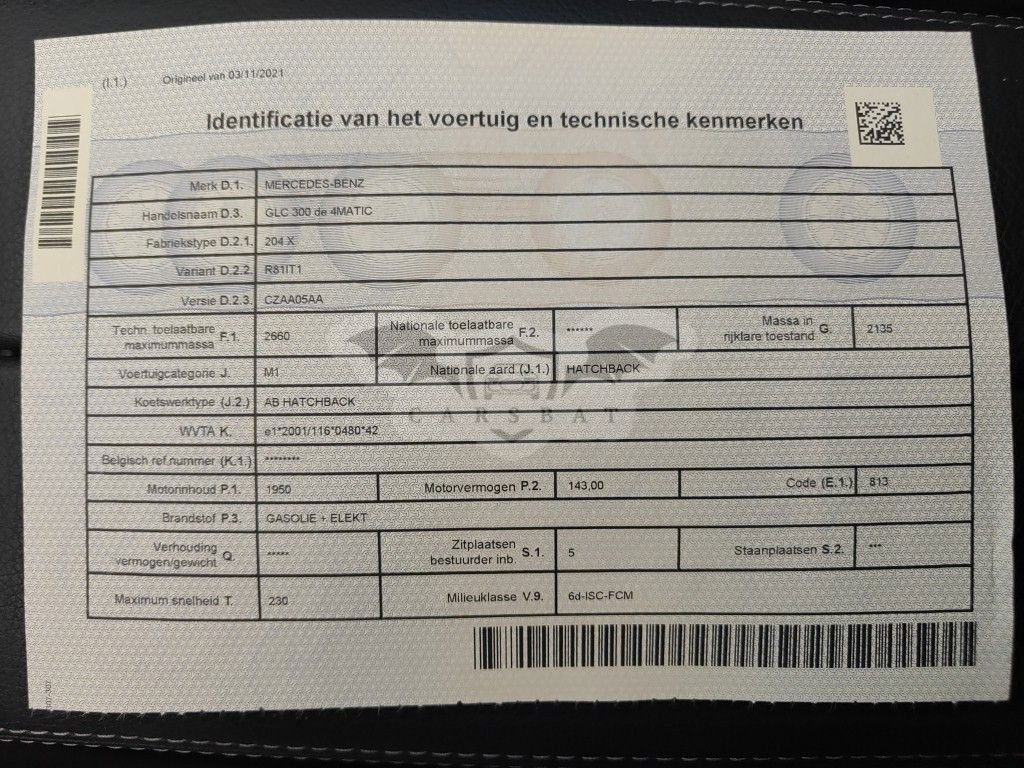 (I.1.) Origineel van 03/11/2021
Identificatie van het voertuig en technische kenmerken
Merk D.1. MERCEDES-BENZ
Handelsnaam D.3. GLC 300 de 4MATIC
Fabriekstype D.2.1. 204 X
Variant D.2.2. R81IT1
Versie D.2.3. CZAA05AA
Techn. toelaatbare maximummassa F.1. 2660 Nationale toelaatbare maximummassa F.2. ****** Massa in rijklare toestand G. 2135
Voertuigcategorie J. M1 Nationale aard (J.1.) HATCHBACK
Koetswerktype (J.2.) AB HATCHBACK
CARSBAT
WVTA K. e1*2001/116*0480*42
Belgisch ref.nummer (K.1.) ********
Motorinhoud P.1. 1950 Motorvermogen P.2. 143,00 Code (E.1.) 813
Brandstof P.3. GASOLIE + ELEKT
Verhouding vermogen/gewicht Q. ***** Zitplaatsen bestuurder inb. S.1. 5 Staanplaatsen S.2. ***
Maximum snelheid T. 230 Milieuklasse V.9. 6d-ISC-FCM